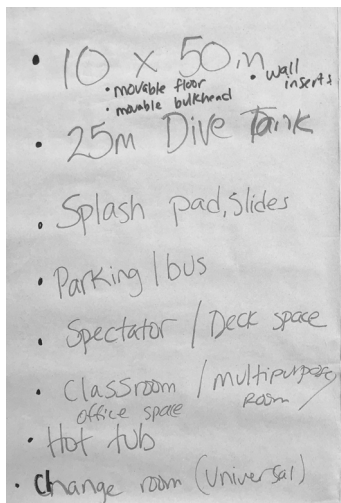 • 10 x 50m
• movable floor • wall inserts
• movable bulkhead
• 25m Dive Tank
• Splash pad, Slides
• Parking / bus
• Spectator / Deck space
• Classroom / multipurpose room
office space
• Hot tub
• Change room (Universal)